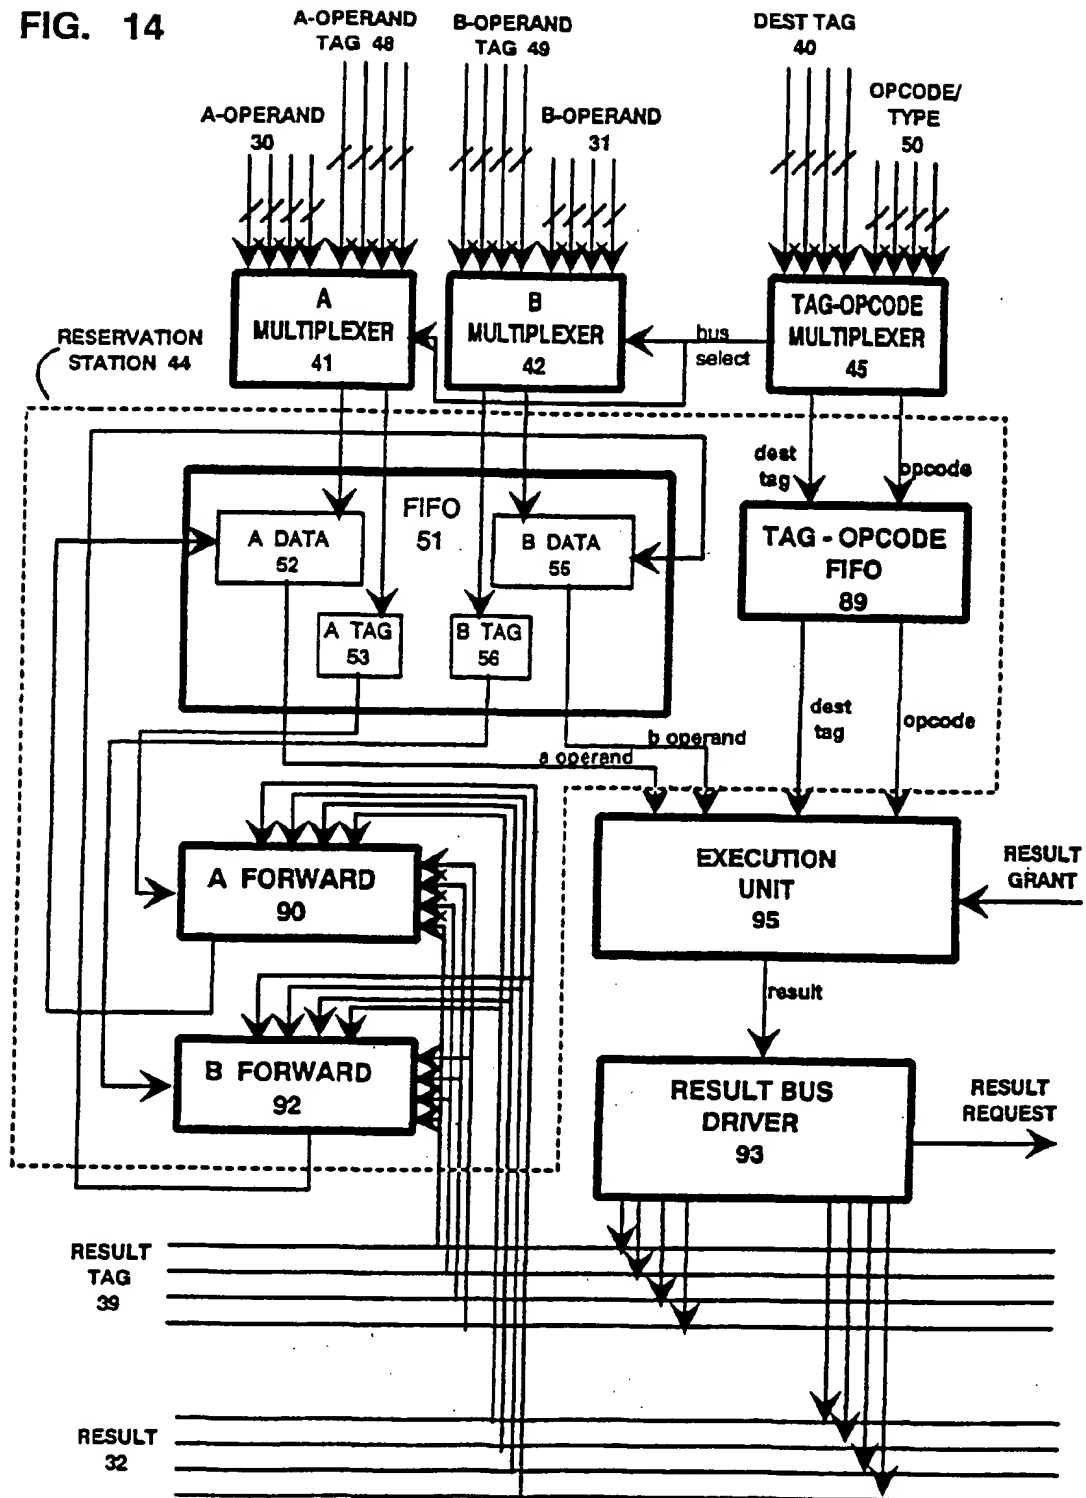 FIG. 14
A-OPERAND
TAG 48
B-OPERAND
TAG 49
DEST TAG
40
A-OPERAND
30
B-OPERAND
31
OPCODE/
TYPE
50
RESERVATION
STATION 44
A
MULTIPLEXER
41
B
MULTIPLEXER
42
bus
select
TAG-OPCODE
MULTIPLEXER
45
dest
tag
opcode
FIFO
51
A DATA
52
B DATA
55
A TAG
53
B TAG
56
TAG - OPCODE
FIFO
89
dest
tag
opcode
b operand
a operand
A FORWARD
90
EXECUTION
UNIT
95
RESULT
GRANT
result
B FORWARD
92
RESULT BUS
DRIVER
93
RESULT
REQUEST
RESULT
TAG
39
RESULT
32